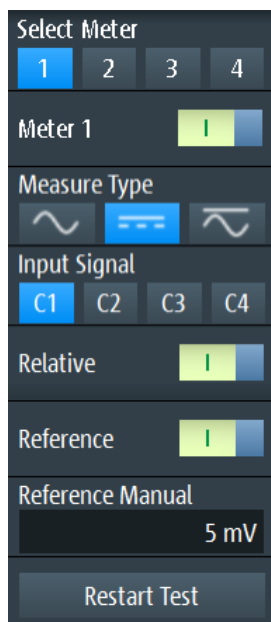 Select Meter
1 2 3 4
Meter 1
Measure Type
Input Signal
C1 C2 C3 C4
Relative
Reference
Reference Manual
5 mV
Restart Test